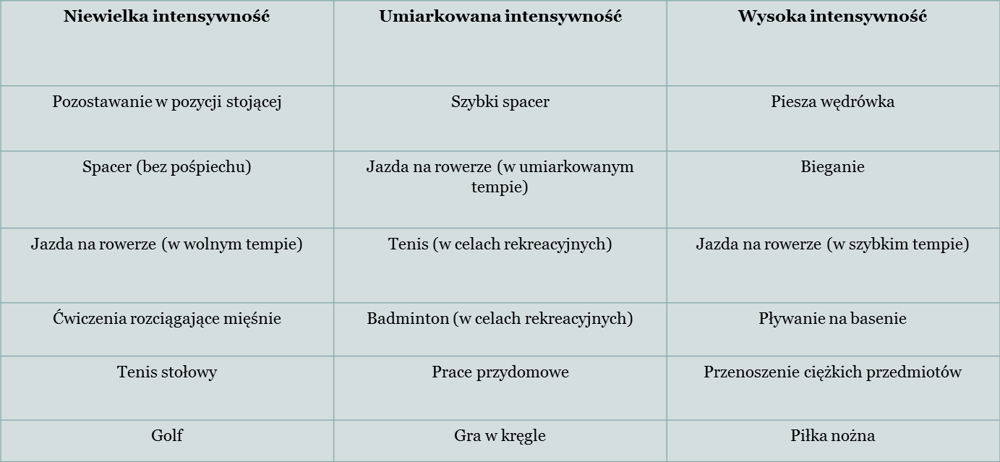 Niewielka intensywność
Umiarkowana intensywność
Wysoka intensywność
Pozostawanie w pozycji stojącej
Szybki spacer
Piesza wędrówka
Spacer (bez pośpiechu)
Jazda na rowerze (w umiarkowanym
tempie)
Bieganie
Jazda na rowerze (w wolnym tempie)
Tenis (w celach rekreacyjnych)
Jazda na rowerze (w szybkim tempie)
Ćwiczenia rozciągające mięśnie
Badminton (w celach rekreacyjnych)
Pływanie na basenie
Tenis stołowy
Prace przydomowe
Przenoszenie ciężkich przedmiotów
Golf
Gra w kręgle
Piłka nożna